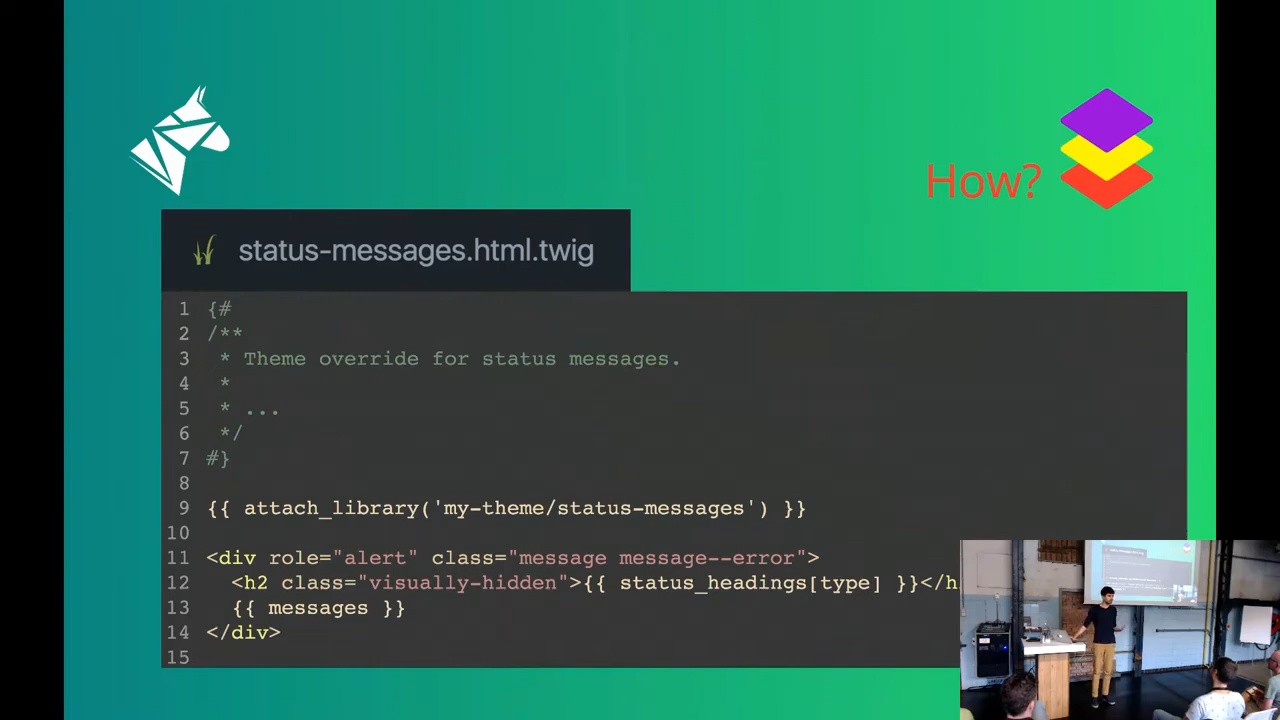 How?
status-messages.html.twig
1 {#
2 /**
3  * Theme override for status messages.
4  *
5  * ...
6  */
7 #}
8
9 {{ attach_library('my-theme/status-messages') }}
10
11 <div role="alert" class="message message--error">
12   <h2 class="visually-hidden">{{ status_headings[type] }}</h
13   {{ messages }}
14 </div>
15